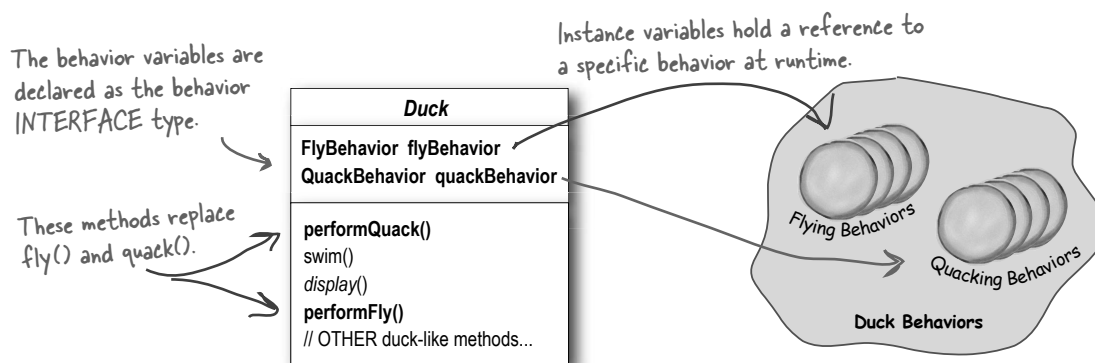 The behavior variables are
declared as the behavior
INTERFACE type.
These methods replace
fly() and quack().
Duck
FlyBehavior flyBehavior
QuackBehavior quackBehavior
performQuack()
swim()
display()
performFly()
// OTHER duck-like methods...
Instance variables hold a reference to
a specific behavior at runtime.
Flying Behaviors
Quacking Behaviors
Duck Behaviors